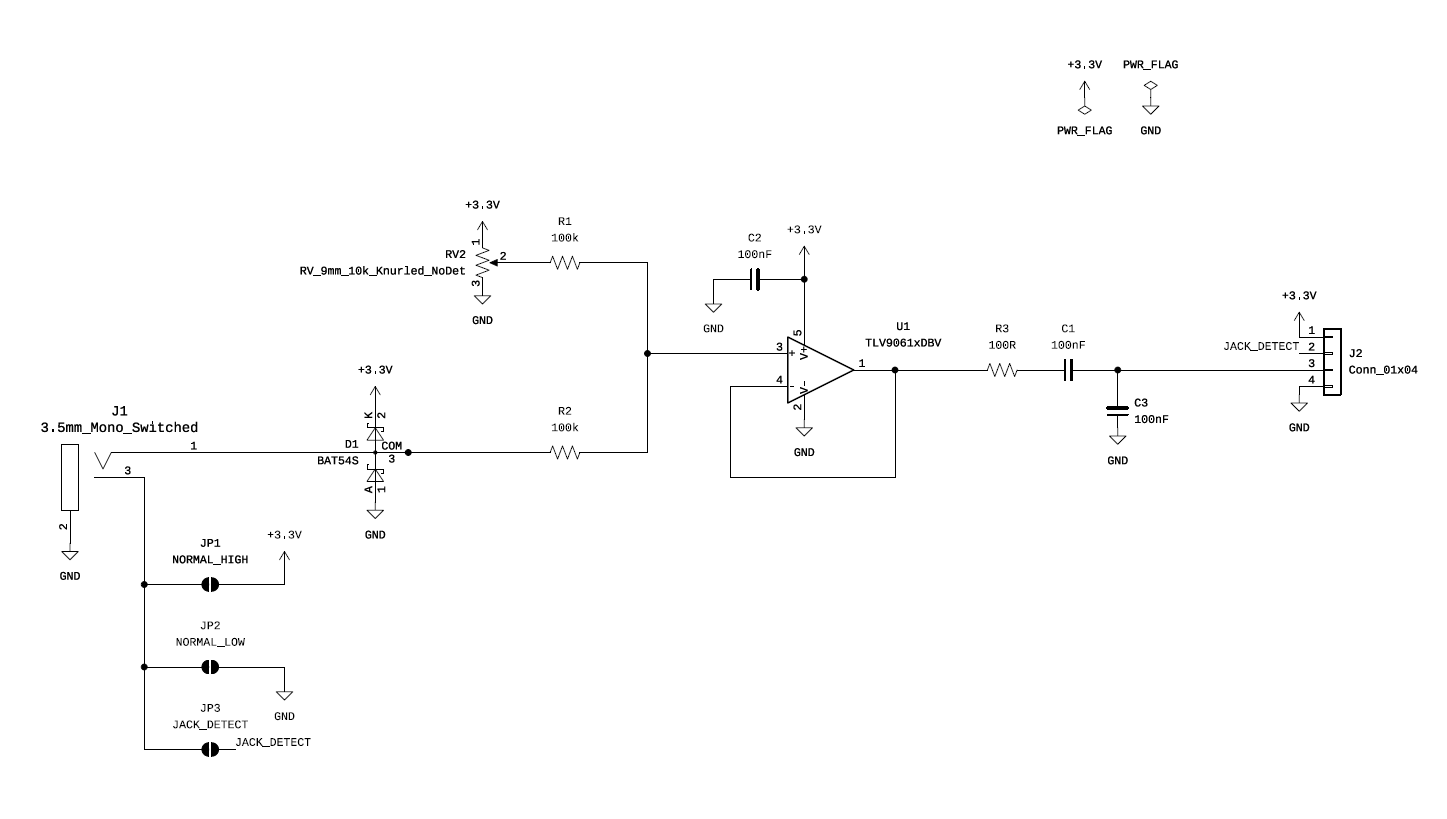 +3.3V
PWR_FLAG
PWR_FLAG
GND
+3.3V
1
RV2
2
RV_9mm_10k_Knurled_NoDet
3
GND
R1
100k
C2
100nF
+3.3V
GND
5
3
+
V+
4
-
V-
2
GND
U1
TLV9061xDBV
1
R3
100R
C1
100nF
C3
100nF
GND
+3.3V
1
JACK_DETECT
2
3
4
J2
Conn_01x04
GND
+3.3V
K
2
D1
COM
BAT54S
3
A
1
GND
R2
100k
J1
3.5mm_Mono_Switched
1
3
2
GND
JP1
NORMAL_HIGH
+3.3V
JP2
NORMAL_LOW
GND
JP3
JACK_DETECT
JACK_DETECT